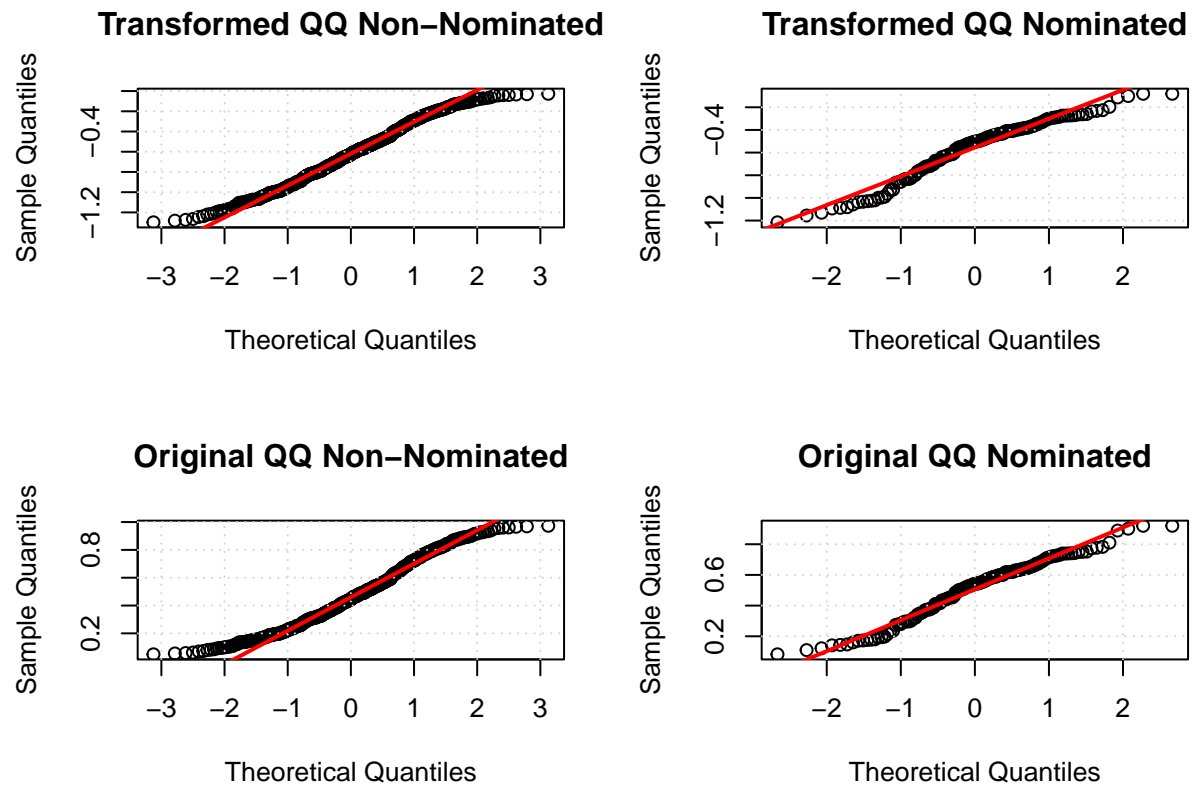 Transformed QQ Non−Nominated
Sample Quantiles
−0.4
−1.2
−3 −2 −1 0 1 2 3
Theoretical Quantiles
Transformed QQ Nominated
Sample Quantiles
−0.4
−1.2
−2 −1 0 1 2
Theoretical Quantiles
Original QQ Non−Nominated
Sample Quantiles
0.8
0.2
−3 −2 −1 0 1 2 3
Theoretical Quantiles
Original QQ Nominated
Sample Quantiles
0.6
0.2
−2 −1 0 1 2
Theoretical Quantiles